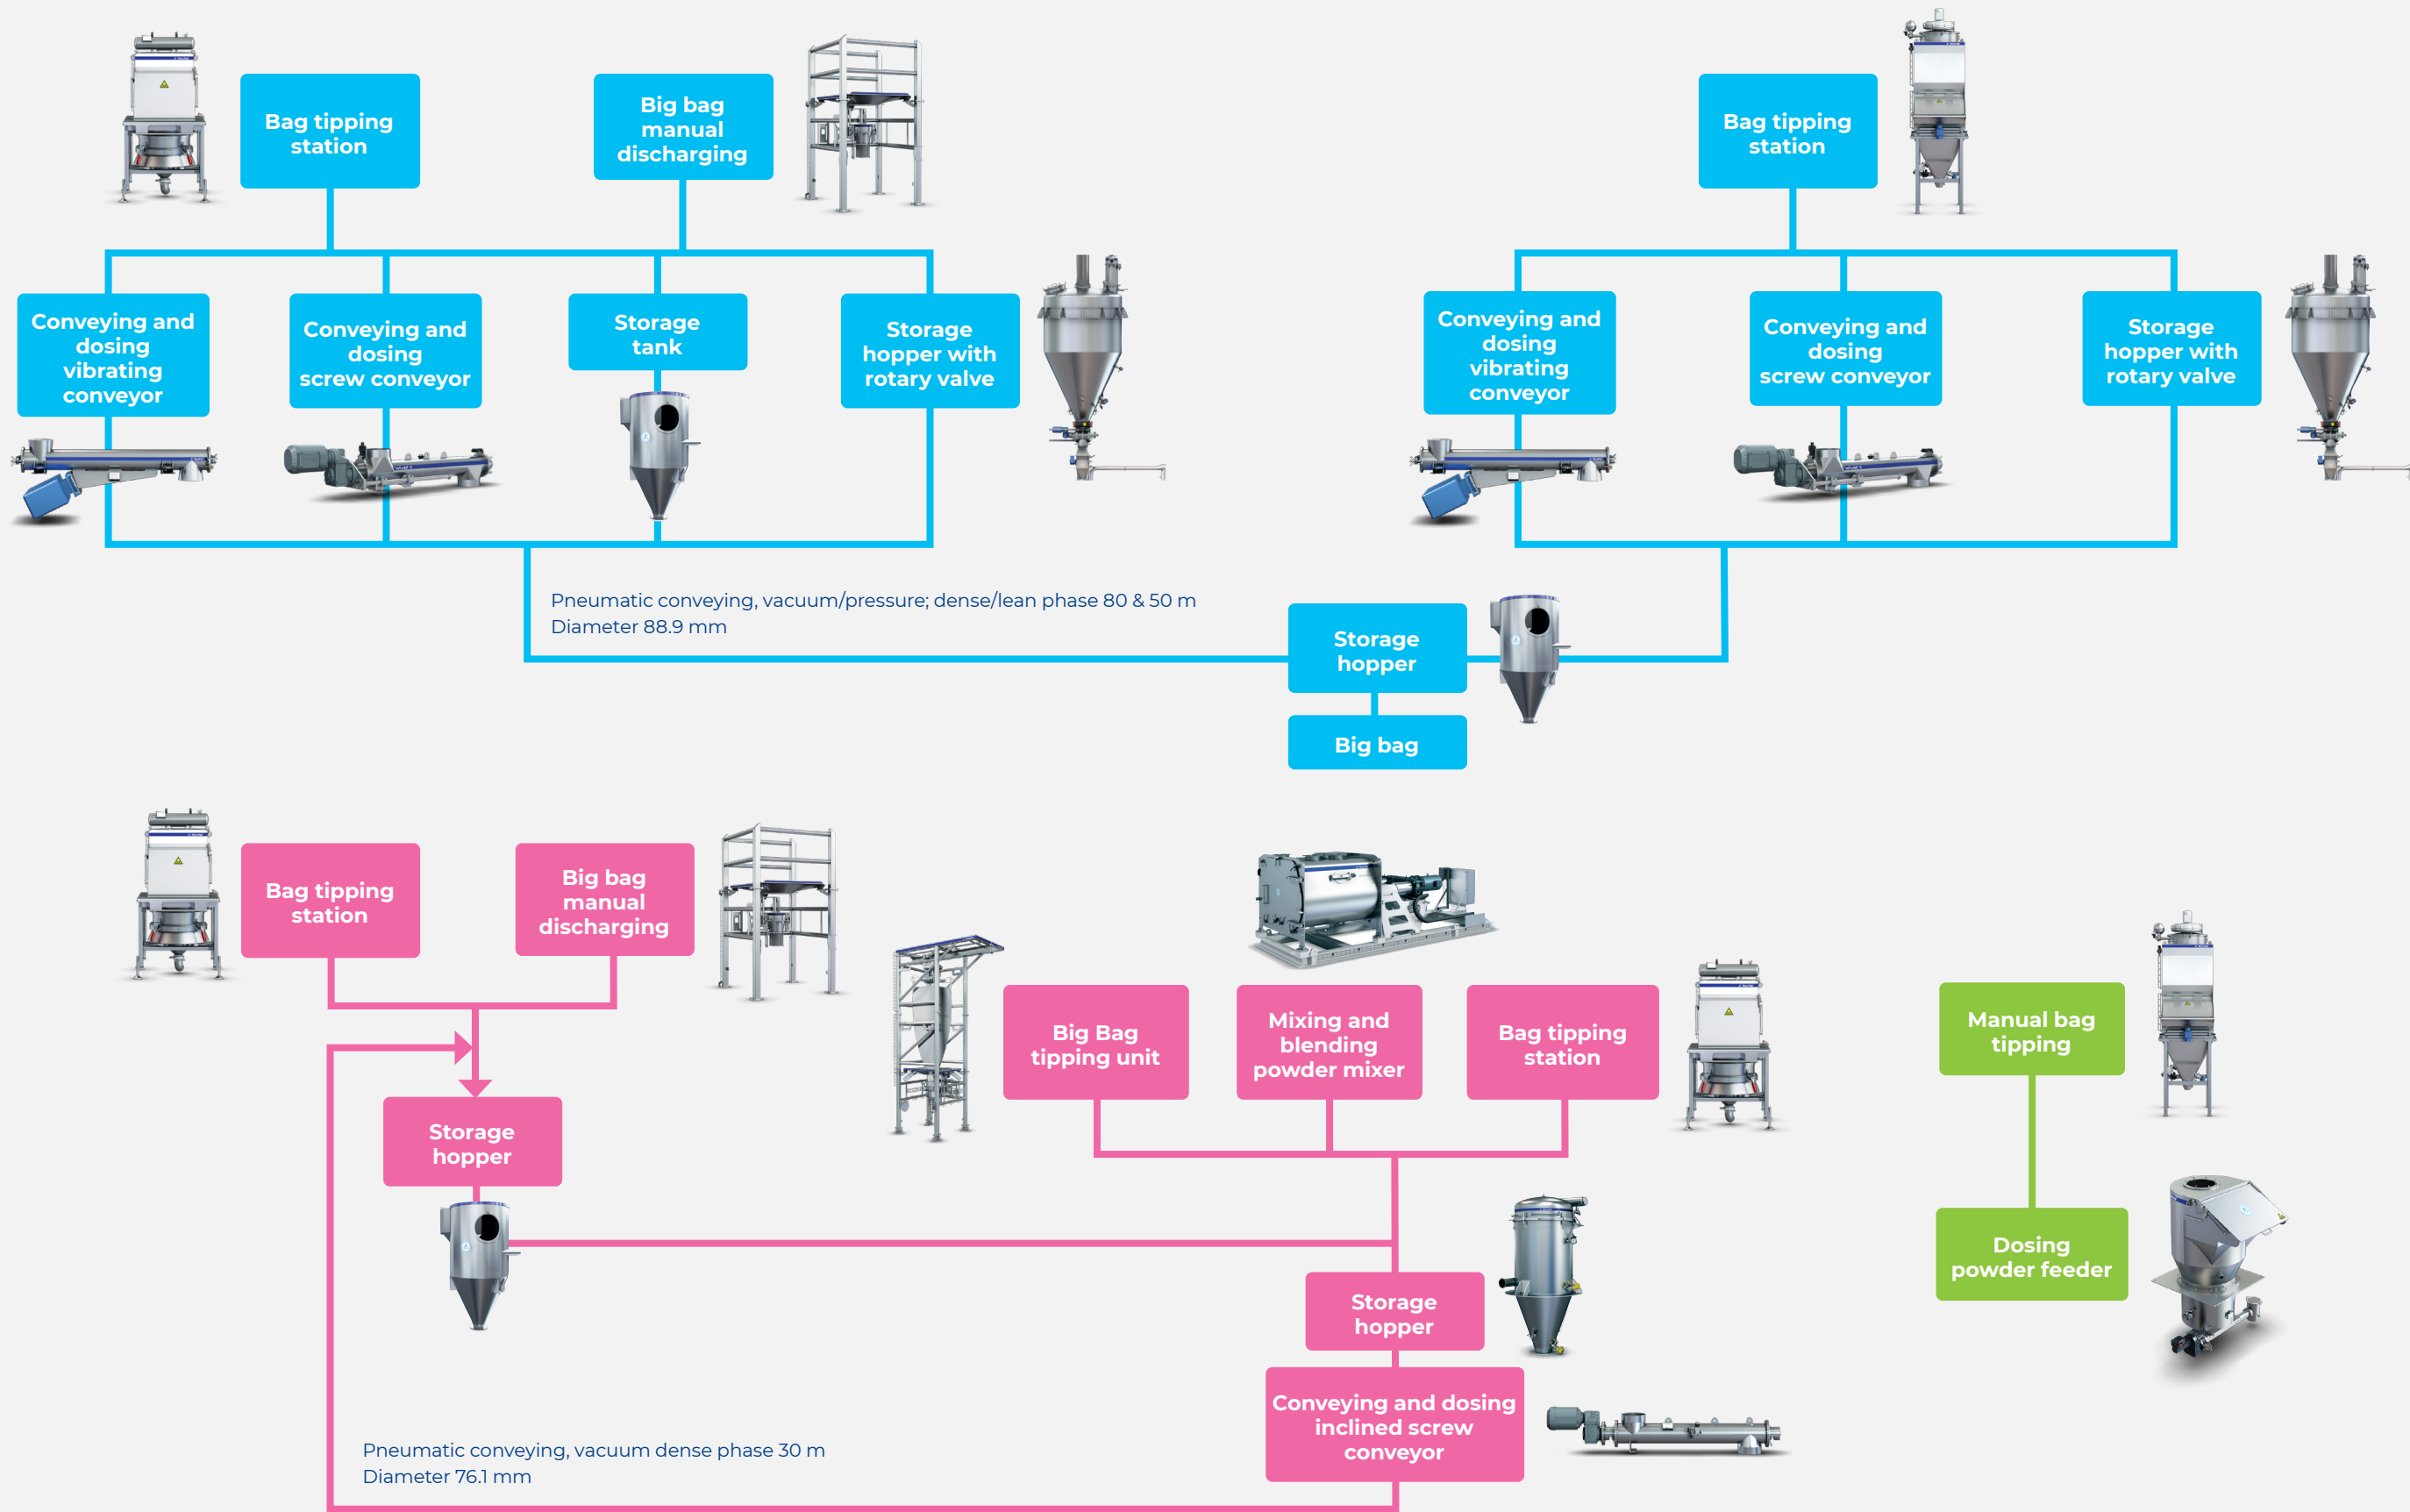 Bag tipping
station
Big bag
manual
discharging
Bag tipping
station
Conveying and
dosing
vibrating
conveyor
Conveying and
dosing
screw conveyor
Storage
tank
Storage
hopper with
rotary valve
Conveying and
dosing
vibrating
conveyor
Conveying and
dosing
screw conveyor
Storage
hopper with
rotary valve
Pneumatic conveying, vacuum/pressure; dense/lean phase 80 & 50 m
Diameter 88.9 mm
Storage
hopper
Big bag
Bag tipping
station
Big bag
manual
discharging
Big Bag
tipping unit
Mixing and
blending
powder mixer
Bag tipping
station
Manual bag
tipping
Storage
hopper
Dosing
powder feeder
Storage
hopper
Conveying and dosing
inclined screw
conveyor
Pneumatic conveying, vacuum dense phase 30 m
Diameter 76.1 mm